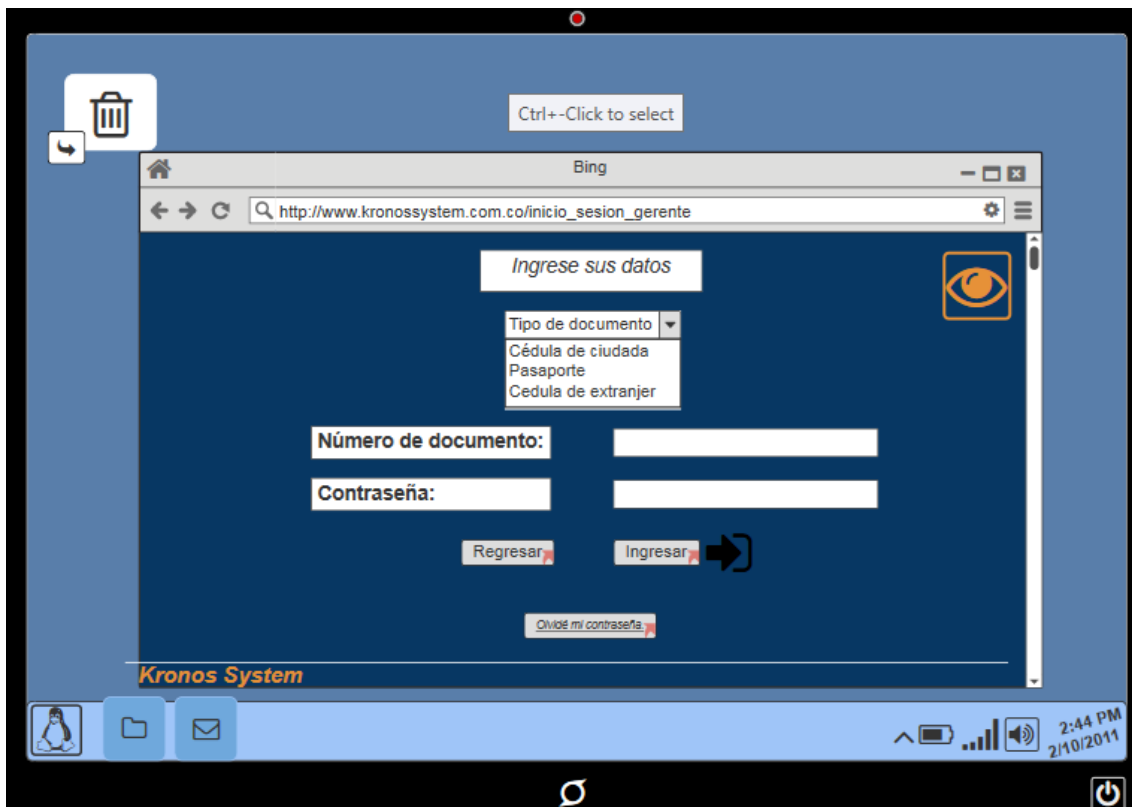 Ctrl+-Click to select
Bing
http://www.kronossystem.com.co/inicio_sesion_gerente
Ingrese sus datos
Tipo de documento
Cédula de ciudada
Pasaporte
Cedula de extranjer
Número de documento:
Contraseña:
Regresar
Ingresar
Olvidé mi contraseña.
Kronos System
2:44 PM
2/10/2011